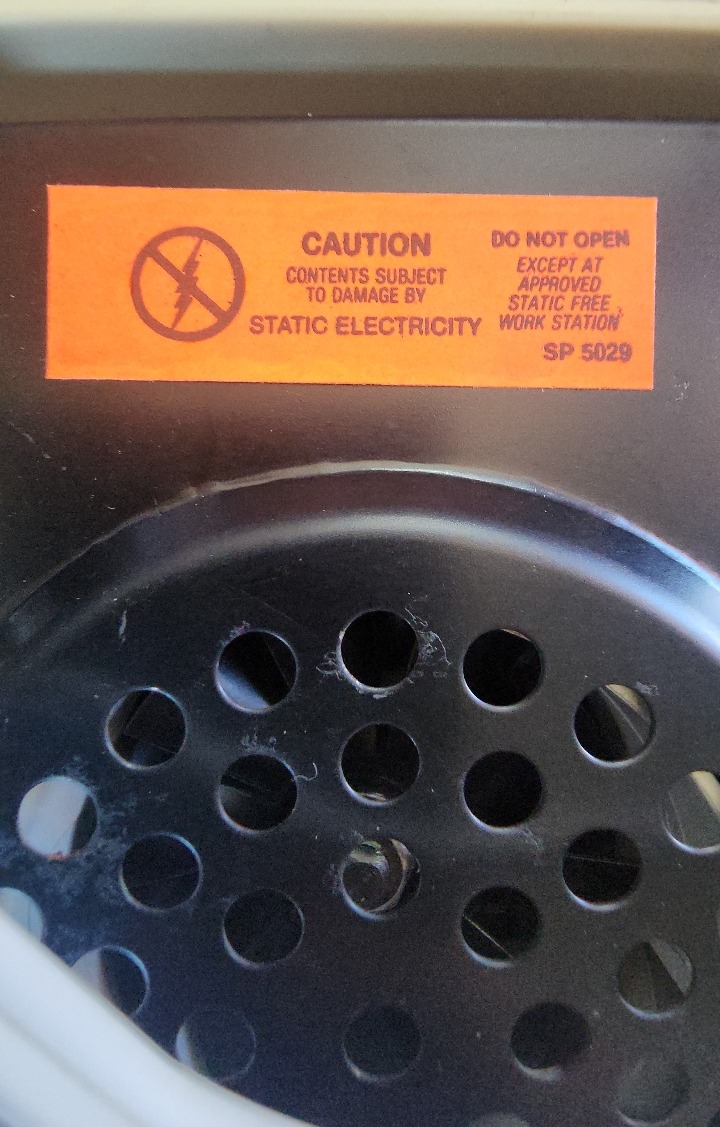 CAUTION
CONTENTS SUBJECT
TO DAMAGE BY
STATIC ELECTRICITY
DO NOT OPEN
EXCEPT AT
APPROVED
STATIC FREE
WORK STATION
SP 5029